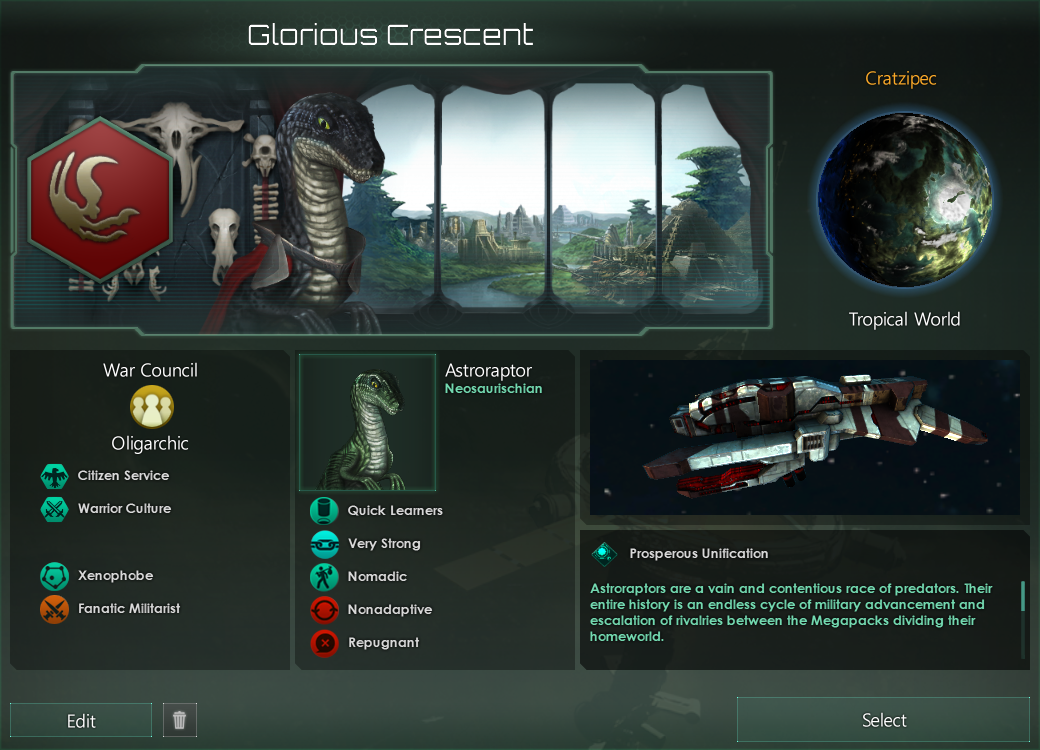 Glorious Crescent
Cratzipec
Tropical World
War Council
Oligarchic
Citizen Service
Warrior Culture
Xenophobe
Fanatic Militarist
Astroraptor
Neosaurischian
Quick Learners
Very Strong
Nomadic
Nonadaptive
Repugnant
Prosperous Unification
Astroraptors are a vain and contentious race of predators. Their
entire history is an endless cycle of military advancement and
escalation of rivalries between the Megapacks dividing their
homeworld.
Edit
Select